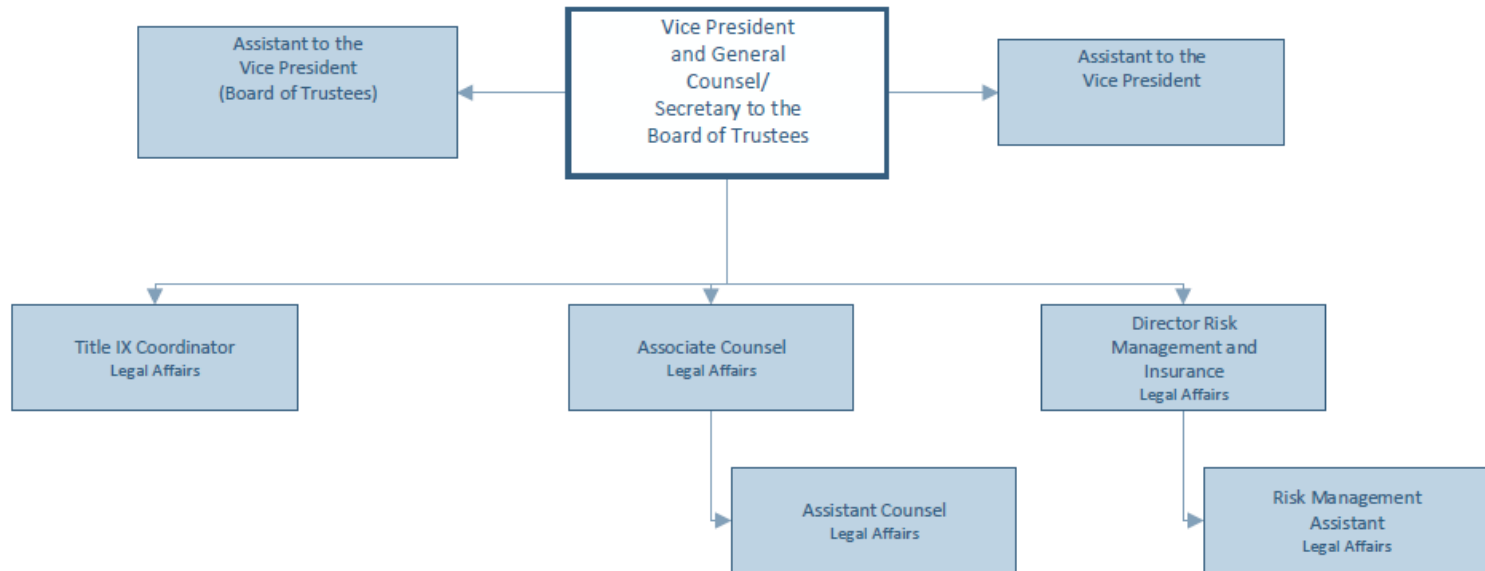 Assistant to the
Vice President
(Board of Trustees)
Vice President
and General
Counsel/
Secretary to the
Board of Trustees
Assistant to the
Vice President
Title IX Coordinator
Legal Affairs
Associate Counsel
Legal Affairs
Director Risk
Management and
Insurance
Legal Affairs
Assistant Counsel
Legal Affairs
Risk Management
Assistant
Legal Affairs